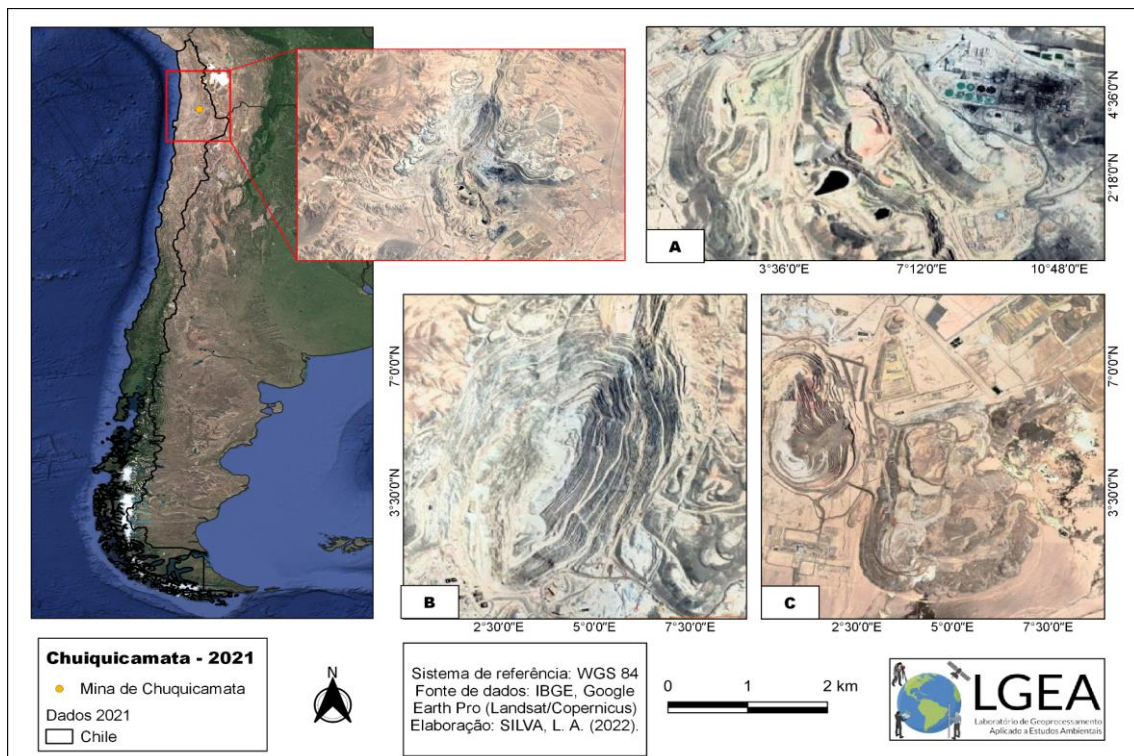 4°36'0"N
2°18'0"N
A
3°36'0"E
7°12'0"E
10°48'0"E
7°0'0"N
3°30'0"N
B
2°30'0"E
5°0'0"E
7°30'0"E
C
7°0'0"N
3°30'0"N
2°30'0"E
5°0'0"E
7°30'0"E
Chuiquicamata - 2021
Mina de Chuquicamata
Dados 2021
Chile
N
Sistema de referência: WGS 84
Fonte de dados: IBGE, Google
Earth Pro (Landsat/Copernicus)
Elaboração: SILVA, L. A. (2022).
0 1 2 km
LGEA
Laboratório de Geoprocessamento
Aplicado a Estudos Ambientais